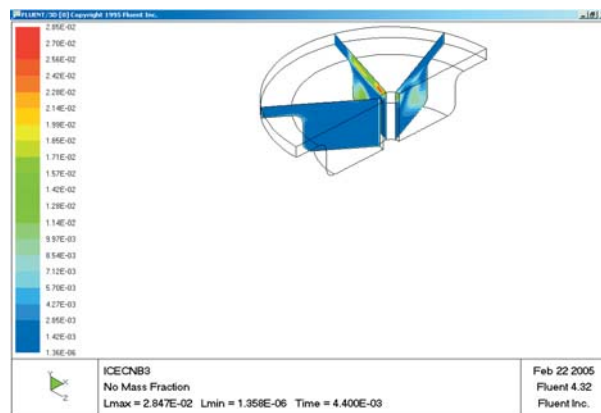 FLUENT/3D [0] Copyright 1995 Fluent Inc.
2.85E-02
2.70E-02
2.56E-02
2.42E-02
2.28E-02
2.14E-02
1.99E-02
1.85E-02
1.71E-02
1.57E-02
1.42E-02
1.28E-02
1.14E-02
9.97E-03
8.54E-03
7.12E-03
5.70E-03
4.27E-03
2.85E-03
1.42E-03
1.36E-06
Y
X
Z
ICECNB3
No Mass Fraction
Lmax = 2.847E-02 Lmin = 1.358E-06 Time = 4.400E-03
Feb 22 2005
Fluent 4.32
Fluent Inc.